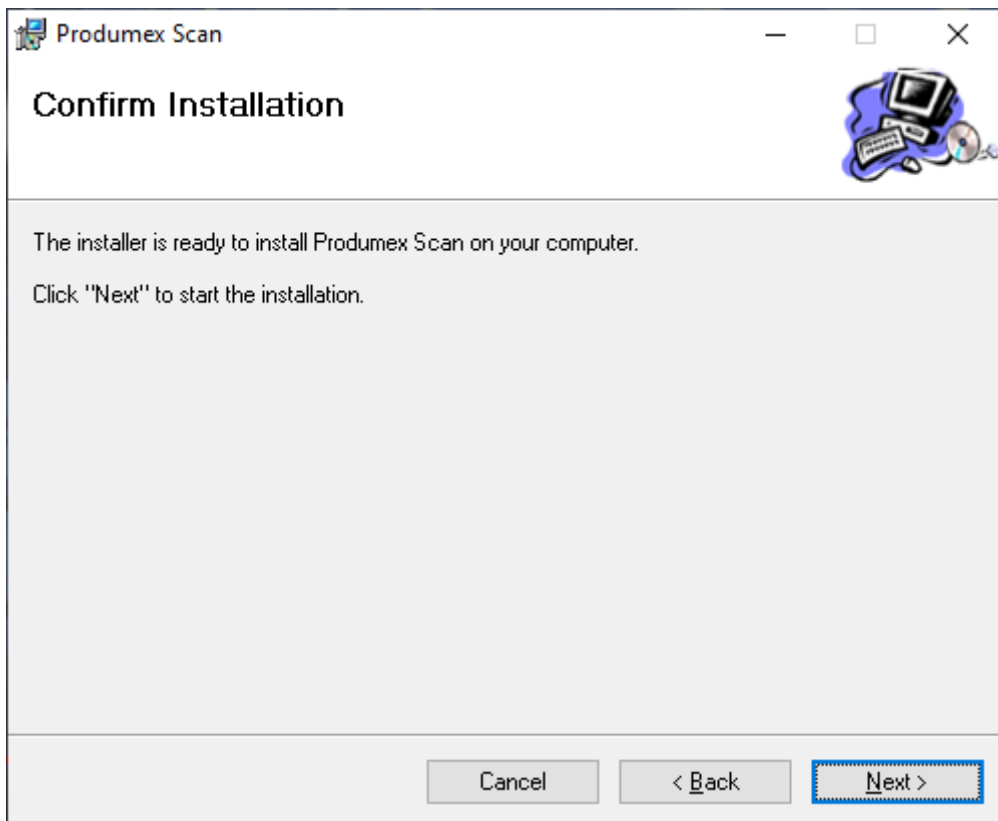 Produmex Scan
Confirm Installation
The installer is ready to install Produmex Scan on your computer.
Click "Next" to start the installation.
Cancel
< Back
Next >